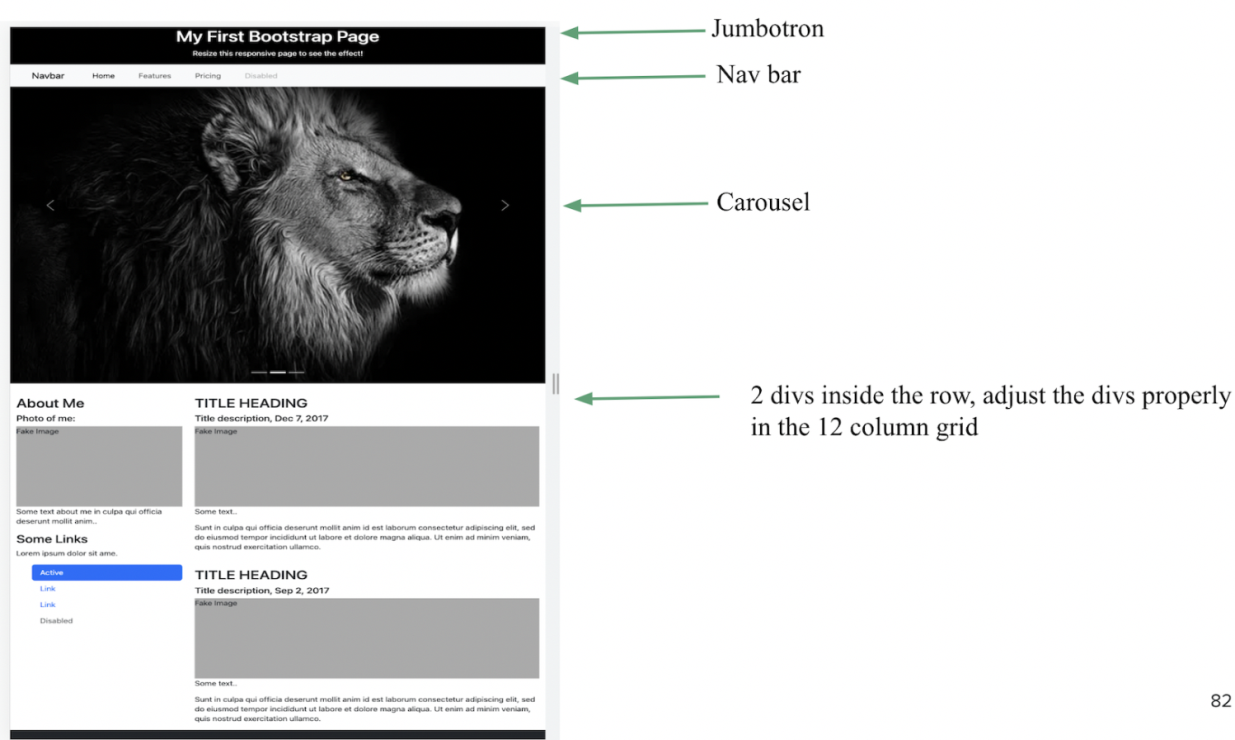 My First Bootstrap Page
Resize this responsive page to see the effect!
Navbar Home Features Pricing Disabled
Jumbotron
Nav bar
Carousel
2 divs inside the row, adjust the divs properly
in the 12 column grid
About Me
Photo of me:
Fake Image
Some text about me in culpa qui officia
deserunt mollit anim..
Some Links
Lorem ipsum dolor sit ame.
Active
Link
Link
Disabled
TITLE HEADING
Title description, Dec 7, 2017
Fake Image
Some text..
Sunt in culpa qui officia deserunt mollit anim id est laborum consectetur adipiscing elit, sed
do eiusmod tempor incididunt ut labore et dolore magna aliqua. Ut enim ad minim veniam,
quis nostrud exercitation ullamco.
TITLE HEADING
Title description, Sep 2, 2017
Fake Image
Some text..
Sunt in culpa qui officia deserunt mollit anim id est laborum consectetur adipiscing elit, sed
do eiusmod tempor incididunt ut labore et dolore magna aliqua. Ut enim ad minim veniam,
quis nostrud exercitation ullamco.
82